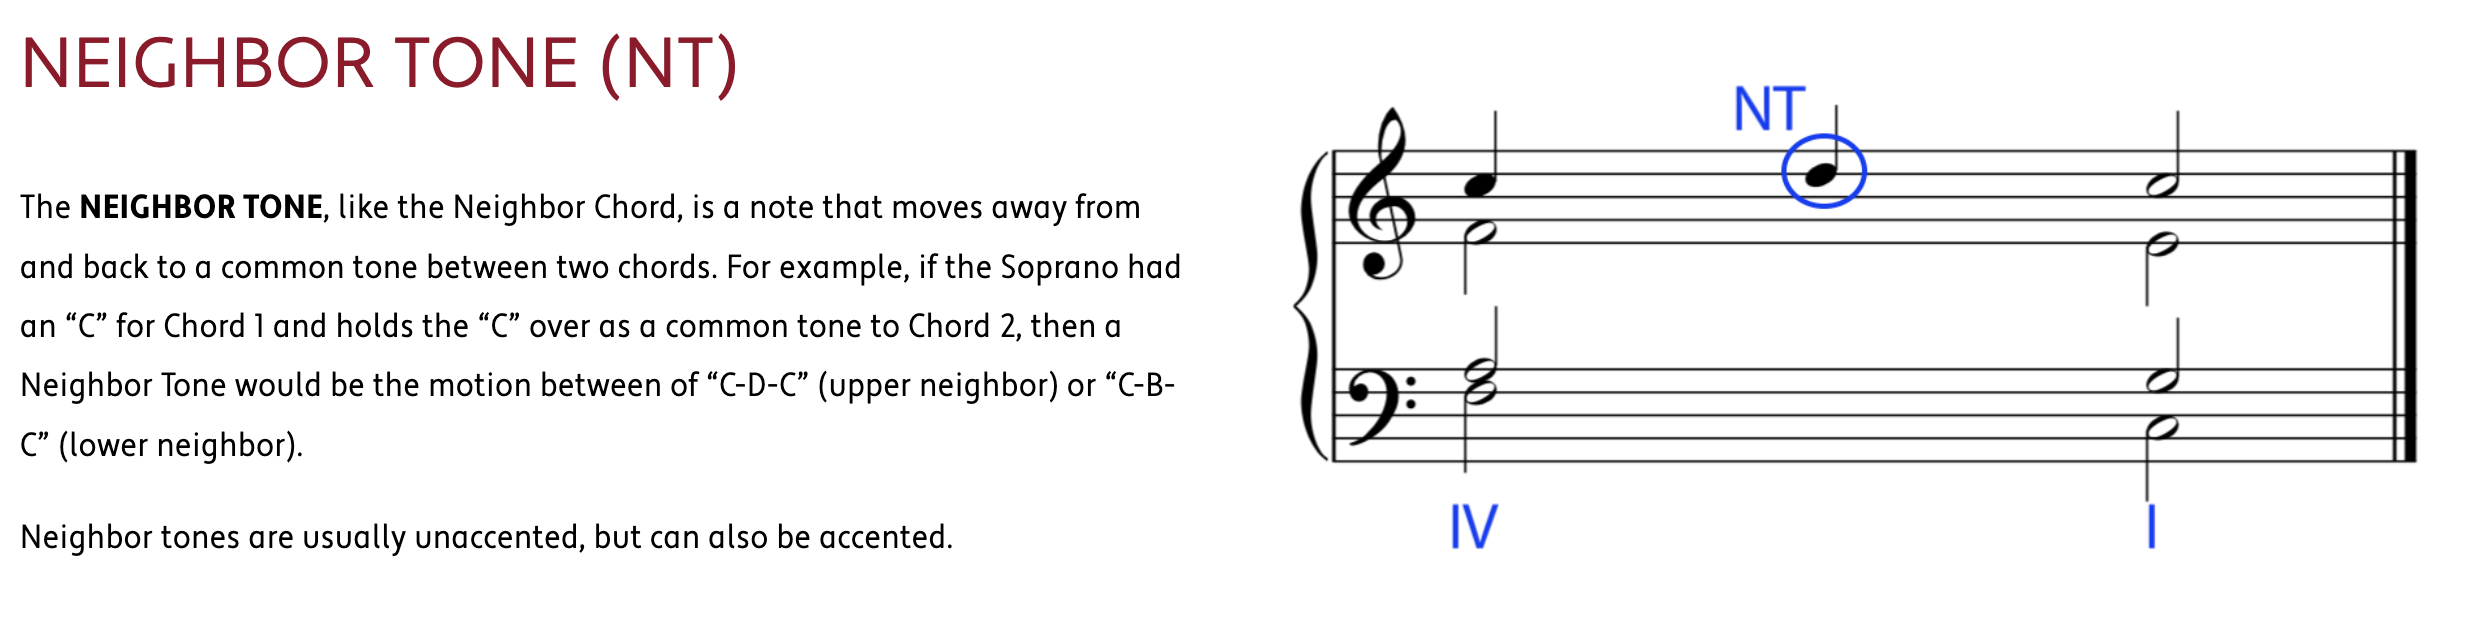 NEIGHBOR TONE (NT)
The NEIGHBOR TONE, like the Neighbor Chord, is a note that moves away from
and back to a common tone between two chords. For example, if the Soprano had
an “C” for Chord 1 and holds the “C” over as a common tone to Chord 2, then a
Neighbor Tone would be the motion between of “C-D-C” (upper neighbor) or “C-B-
C” (lower neighbor).
Neighbor tones are usually unaccented, but can also be accented.
NT
IV
I